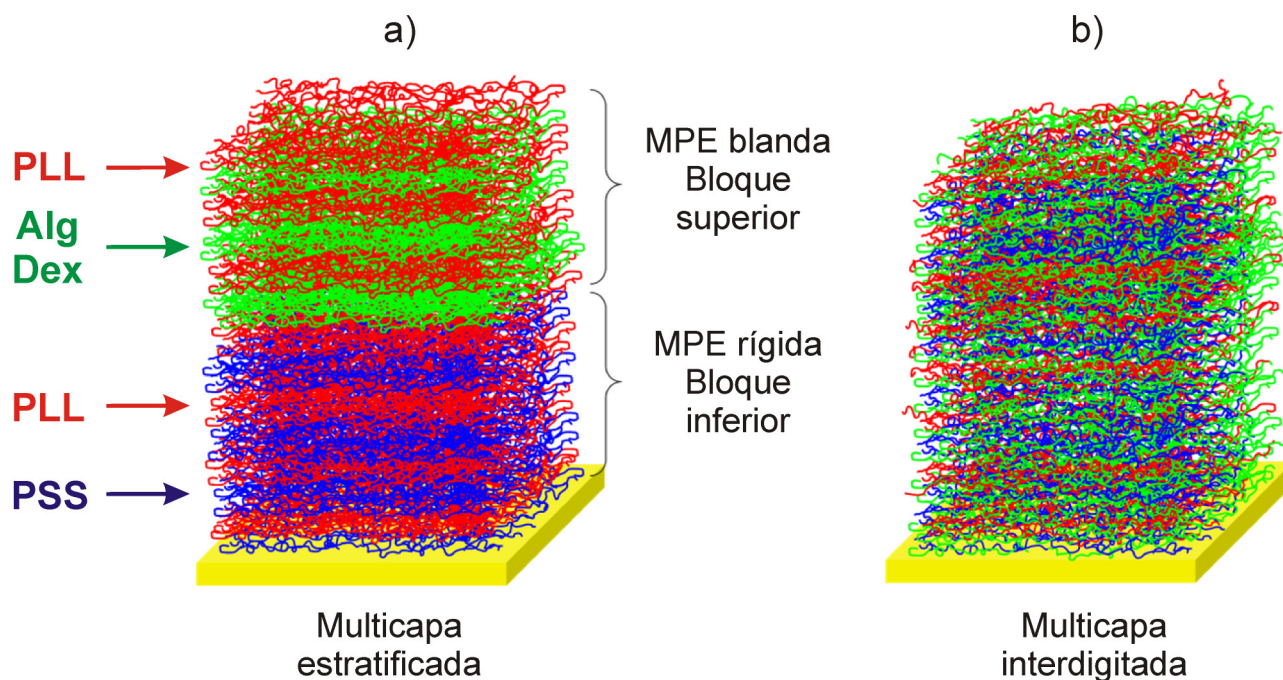 a)
b)
PLL
Alg
Dex
PLL
PSS
MPE blanda
Bloque
superior
MPE rígida
Bloque
inferior
Multicapa
estratificada
Multicapa
interdigitada